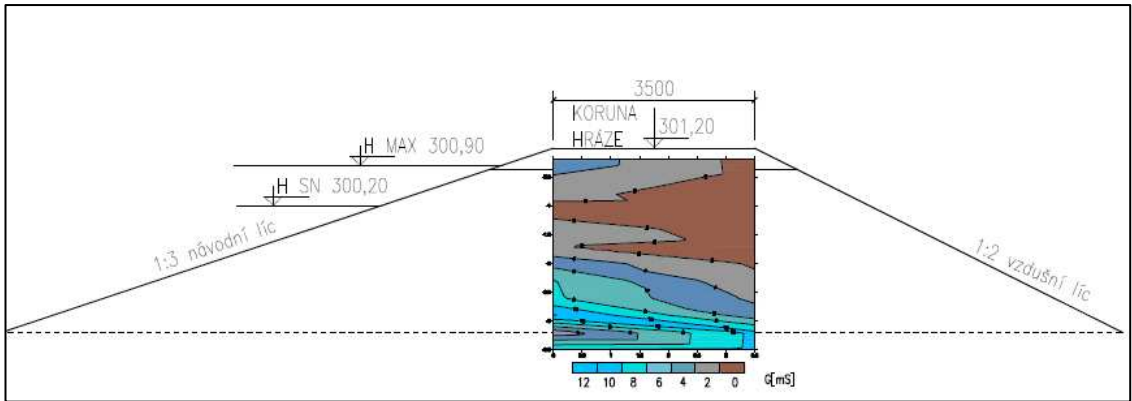 3500
KORUNA
HRÁZE
301,20
H MAX 300,90
H SN 300,20
1:3 návodní líc
1:2 vzdušní líc
12 10 8 6 4 2 0 G[mS]